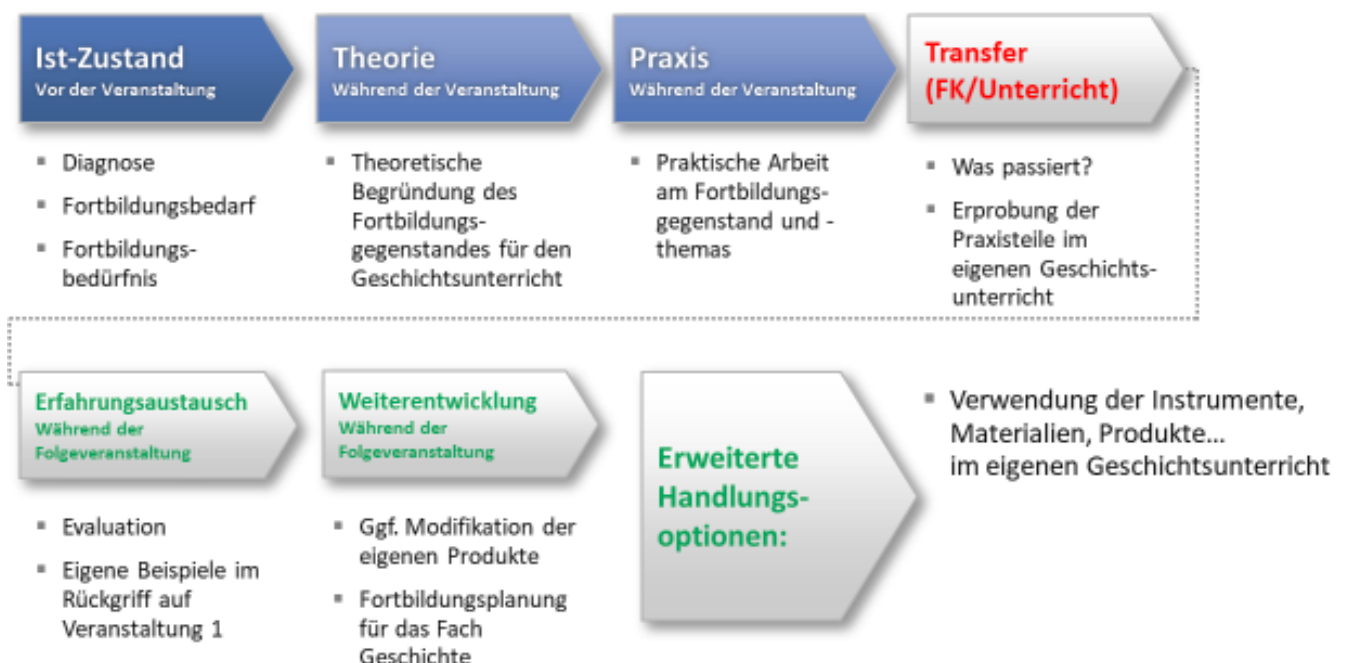 Ist-Zustand
Vor der Veranstaltung
▪ Diagnose
▪ Fortbildungsbedarf
▪ Fortbildungs-
bedürfnis
Theorie
Während der Veranstaltung
▪ Theoretische
Begründung des
Fortbildungs-
gegenstandes für den
Geschichtsunterricht
Praxis
Während der Veranstaltung
▪ Praktische Arbeit
am Fortbildungs-
gegenstand und -
themas
Transfer
(FK/Unterricht)
▪ Was passiert?
▪ Erprobung der
Praxisteile im
eigenen Geschichts-
unterricht
Erfahrungsaustausch
Während der
Folgeveranstaltung
▪ Evaluation
▪ Eigene Beispiele im
Rückgriff auf
Veranstaltung 1
Weiterentwicklung
Während der
Folgeveranstaltung
▪ Ggf. Modifikation der
eigenen Produkte
▪ Fortbildungsplanung
für das Fach
Geschichte
Erweiterte
Handlungs-
optionen:
▪ Verwendung der Instrumente,
Materialien, Produkte...
im eigenen Geschichtsunterricht